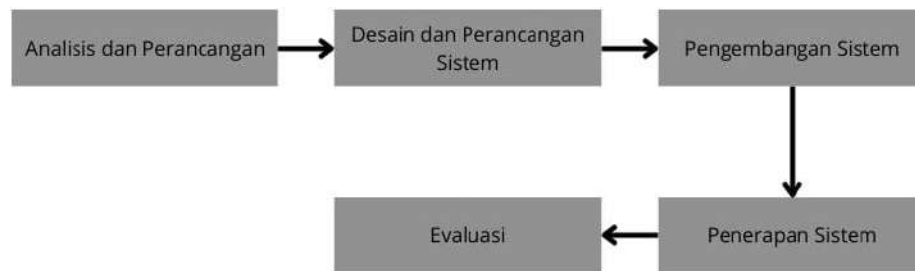 Analisis dan Perancangan
Desain dan Perancangan
Sistem
Pengembangan Sistem
Penerapan Sistem
Evaluasi